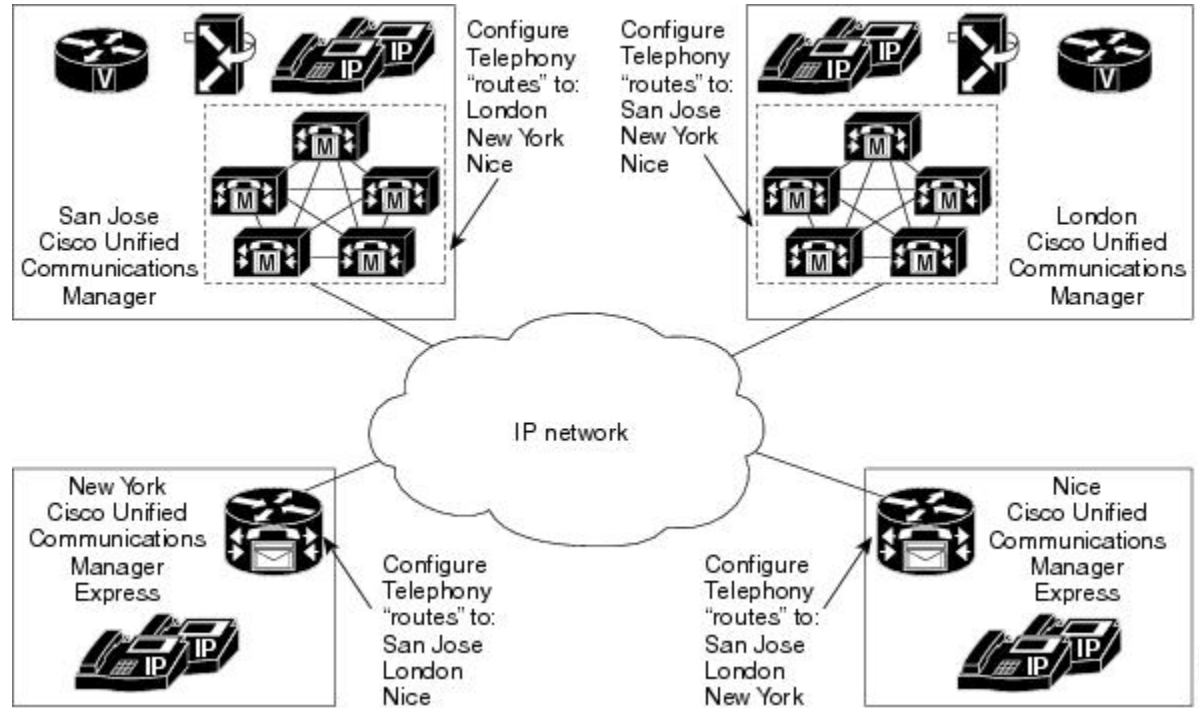 V
IP
IP
Configure
Telephony
“routes” to:
London
New York
Nice
M
M
M
M
M
San Jose
Cisco Unified
Communications
Manager
Configure
Telephony
“routes” to:
San Jose
New York
Nice
IP
IP
V
M
M
M
M
M
London
Cisco Unified
Communications
Manager
IP network
New York
Cisco Unified
Communications
Manager
Express
IP
IP
Configure
Telephony
“routes” to:
San Jose
London
Nice
Configure
Telephony
“routes” to:
San Jose
London
New York
Nice
Cisco Unified
Communications
Manager
Express
IP
IP